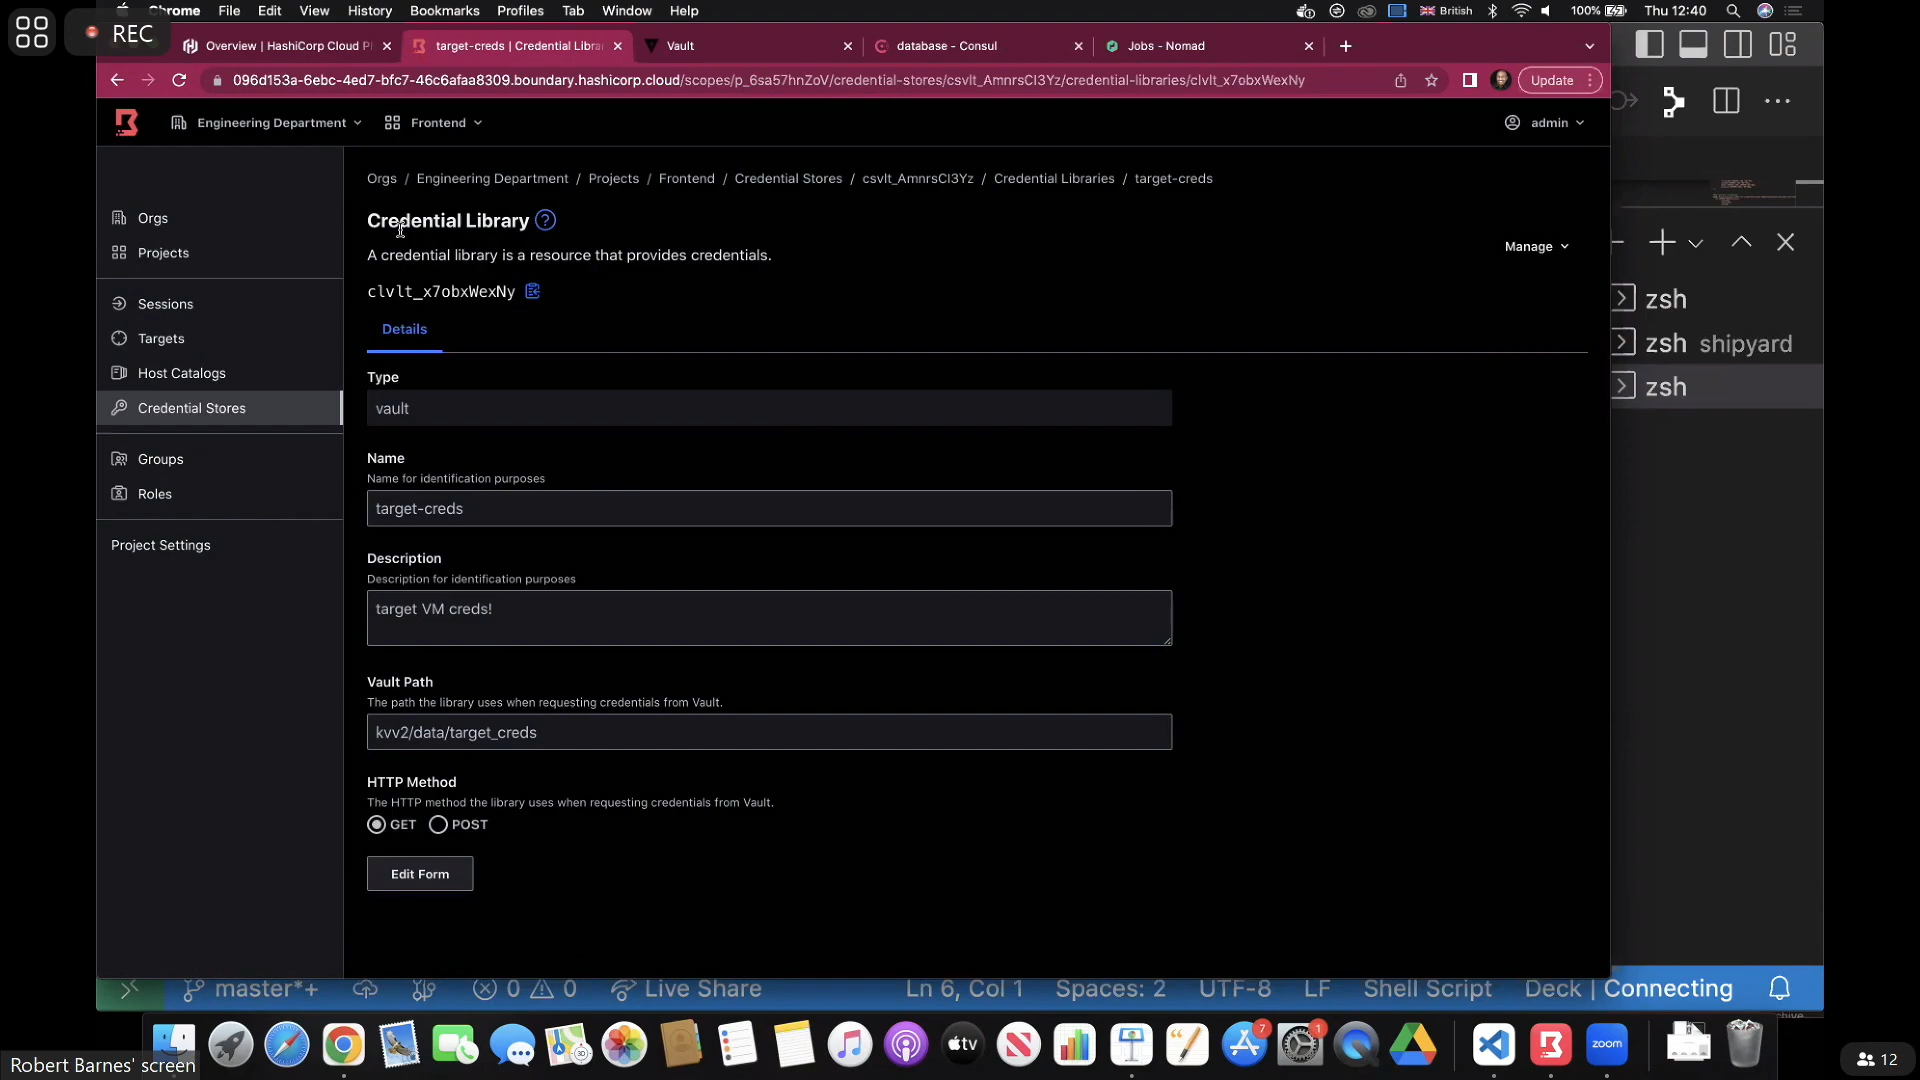 Chrome File Edit View History Bookmarks Profiles Tab Window Help
British 100% Thu 12:40
REC
Overview | HashiCorp Cloud P
target-creds | Credential Libra
Vault
database - Consul
Jobs - Nomad
096d153a-6ebc-4ed7-bfc7-46c6afaa8309.boundary.hashicorp.cloud/scopes/p_6sa57hnZoV/credential-stores/csvlt_AmnrsCI3Yz/credential-libraries/clvlt_x7obxWexNy
Update
Engineering Department
Frontend
admin
Orgs / Engineering Department / Projects / Frontend / Credential Stores / csvlt_AmnrsCI3Yz / Credential Libraries / target-creds
Orgs
Projects
Sessions
Targets
Host Catalogs
Credential Stores
Groups
Roles
Project Settings
Credential Library
A credential library is a resource that provides credentials.
clvlt_x7obxWexNy
Manage
Details
Type
vault
Name
Name for identification purposes
target-creds
Description
Description for identification purposes
target VM creds!
Vault Path
The path the library uses when requesting credentials from Vault.
kvv2/data/target_creds
HTTP Method
The HTTP method the library uses when requesting credentials from Vault.
GET POST
Edit Form
zsh
zsh shipyard
zsh
master*+ 0 0 Live Share Ln 6, Col 1 Spaces: 2 UTF-8 LF Shell Script Deck | Connecting
tv
7
1
zoom
Robert Barnes' screen
12